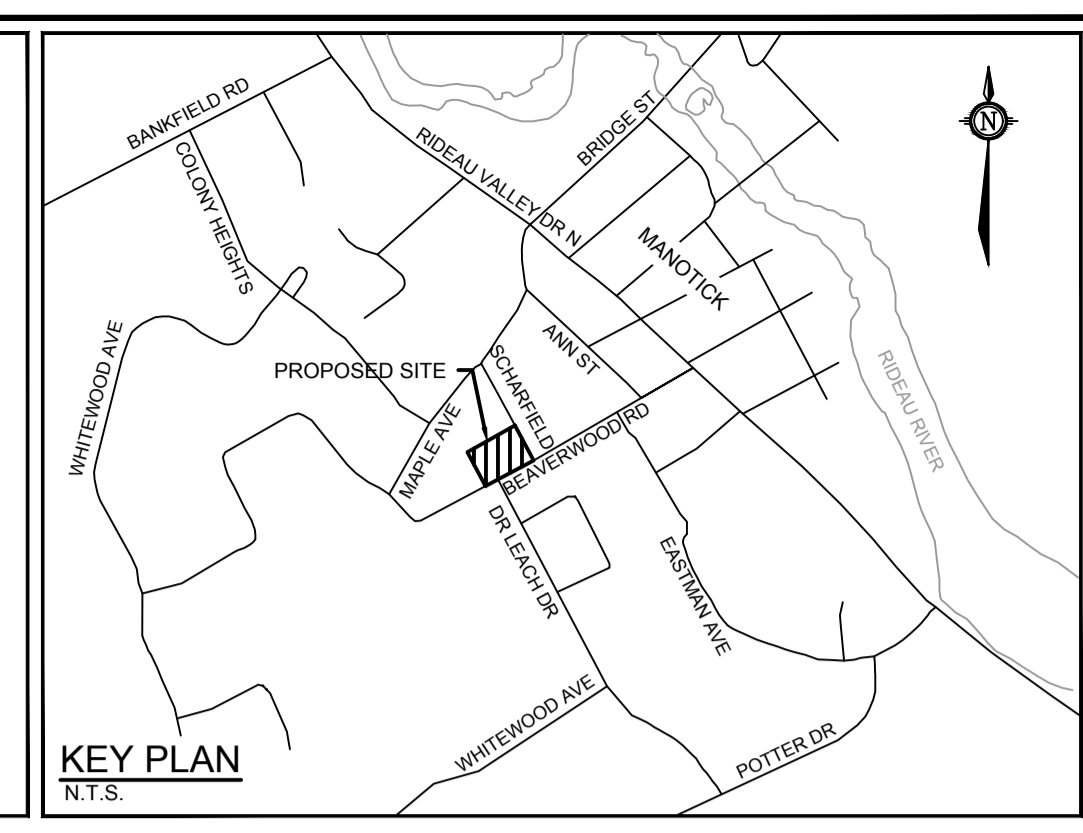 BANKFIELD RD
COLONY HEIGHTS
RIDEAU VALLEY DR N
BRIDGE ST
N
MANOTICK
WHITEWOOD AVE
PROPOSED SITE
SCHARFIELD
ANN ST
MAPLE AVE
BEAVERWOOD RD
RIDEAU RIVER
DR LEACH DR
EASTMAN AVE
WHITEWOOD AVE
POTTER DR
KEY PLAN
N.T.S.